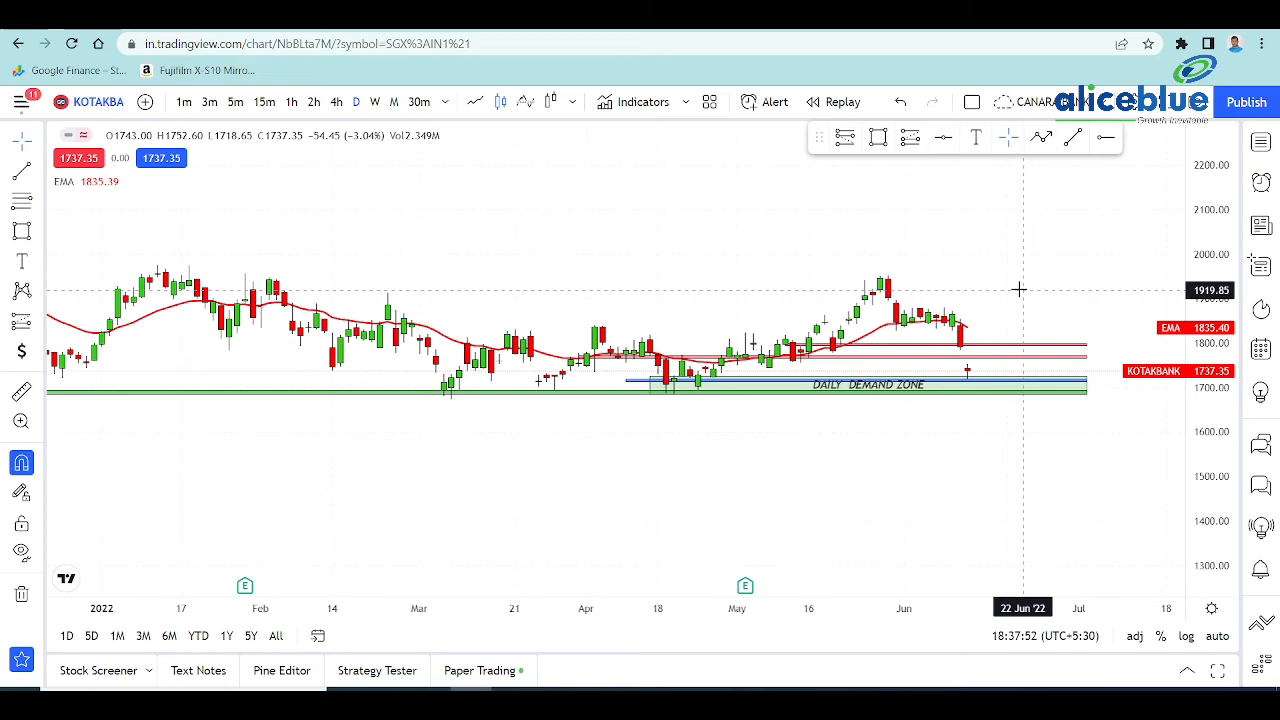 in.tradingview.com/chart/NbBLta7M/?symbol=SGX%3AIN1%21
Google Finance – St...
a
Fujifilm X-S10 Mirro...
11
KOTAKBA
1m 3m 5m 15m 1h 2h 4h D W M 30m
Indicators
Alert
Replay
CANARABANK
Publish
aliceblue
Growth Inevitable
O1743.00 H1752.60 L1718.65 C1737.35 −54.45 (−3.04%) Vol2.349M
1737.35 0.00 1737.35
EMA 1835.39
T
T
$
2200.00
2100.00
2000.00
1919.85
1900.00
EMA 1835.40
1800.00
KOTAKBANK 1737.35
1700.00
1600.00
1500.00
1400.00
1300.00
DAILY DEMAND ZONE
E
E
2022 17 Feb 14 Mar 21 Apr 18 May 16 Jun 22 Jun '22 Jul 18
1D 5D 1M 3M 6M YTD 1Y 5Y All
18:37:52 (UTC+5:30)
adj % log auto
Stock Screener
Text Notes
Pine Editor
Strategy Tester
Paper Trading